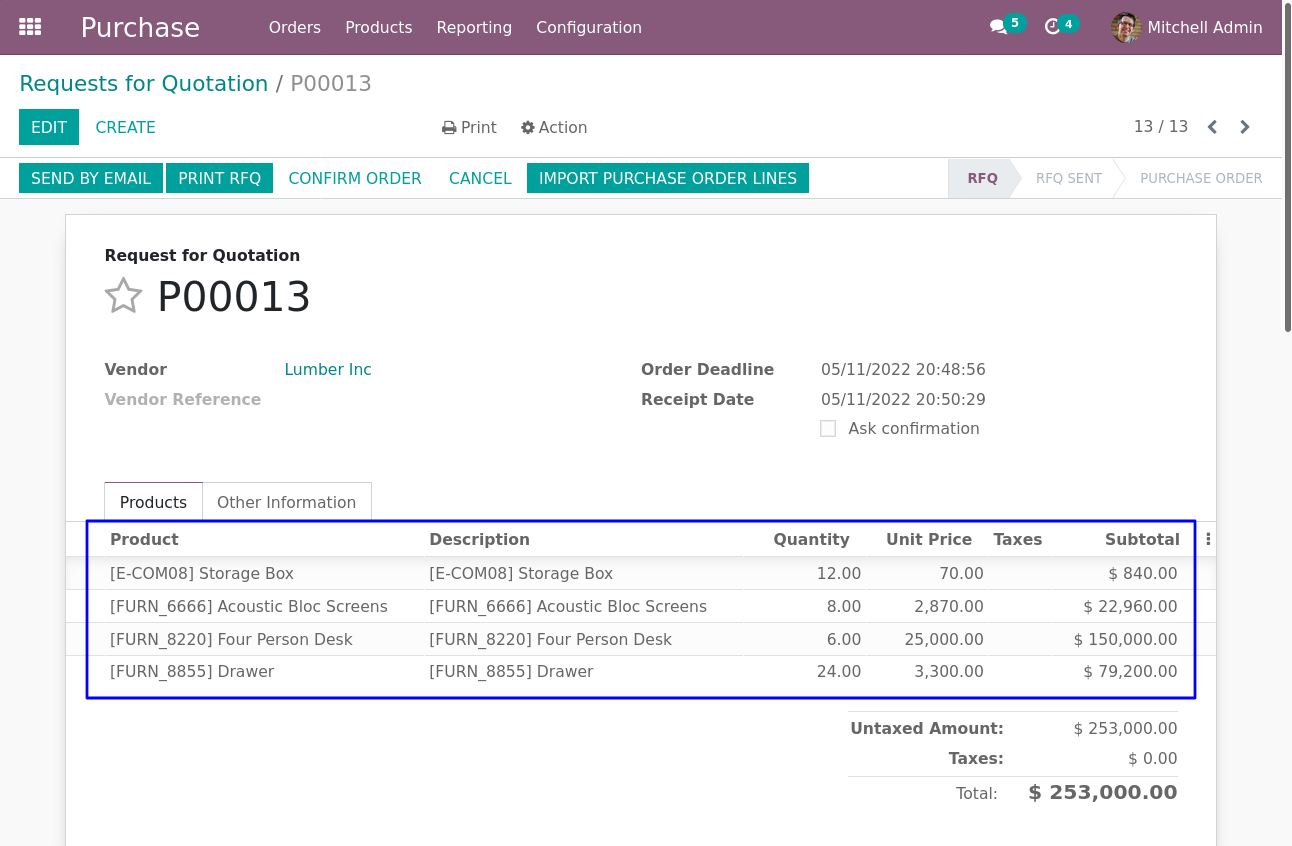 Purchase Orders Products Reporting Configuration 5 4 Mitchell Admin
Requests for Quotation / P00013
EDIT CREATE Print Action 13 / 13
SEND BY EMAIL PRINT RFQ CONFIRM ORDER CANCEL IMPORT PURCHASE ORDER LINES RFQ RFQ SENT PURCHASE ORDER
Request for Quotation
P00013
Vendor Lumber Inc Order Deadline 05/11/2022 20:48:56
Vendor Reference Receipt Date 05/11/2022 20:50:29
Ask confirmation
Products Other Information
Product Description Quantity Unit Price Taxes Subtotal
[E-COM08] Storage Box [E-COM08] Storage Box 12.00 70.00 $ 840.00
[FURN_6666] Acoustic Bloc Screens [FURN_6666] Acoustic Bloc Screens 8.00 2,870.00 $ 22,960.00
[FURN_8220] Four Person Desk [FURN_8220] Four Person Desk 6.00 25,000.00 $ 150,000.00
[FURN_8855] Drawer [FURN_8855] Drawer 24.00 3,300.00 $ 79,200.00
Untaxed Amount: $ 253,000.00
Taxes: $ 0.00
Total: $ 253,000.00